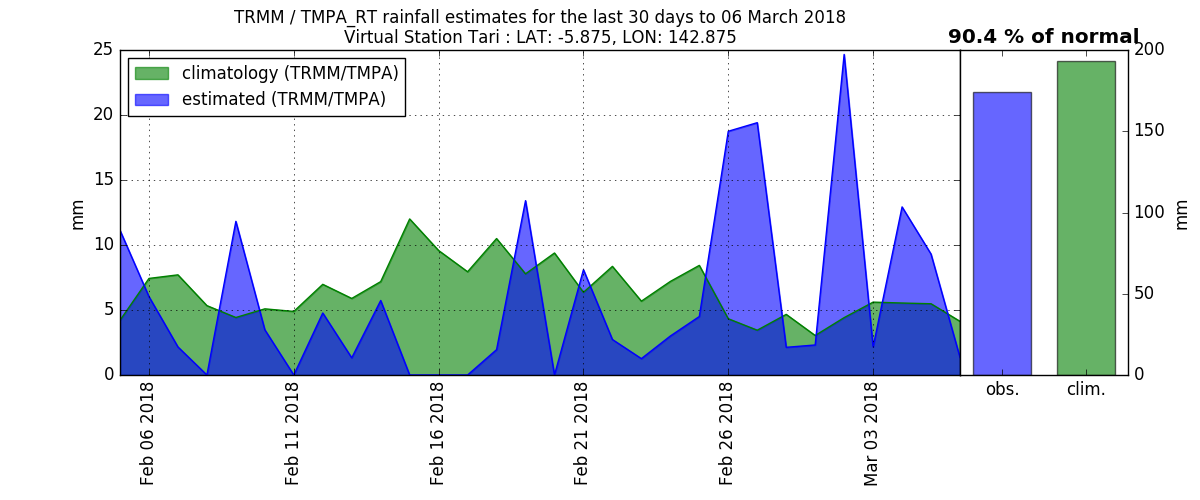 TRMM / TMPA_RT rainfall estimates for the last 30 days to 06 March 2018
Virtual Station Tari : LAT: -5.875, LON: 142.875
90.4 % of normal
climatology (TRMM/TMPA)
estimated (TRMM/TMPA)
25
20
15
10
5
0
mm
Feb 06 2018
Feb 11 2018
Feb 16 2018
Feb 21 2018
Feb 26 2018
Mar 03 2018
obs.
clim.
200
150
100
50
0
mm